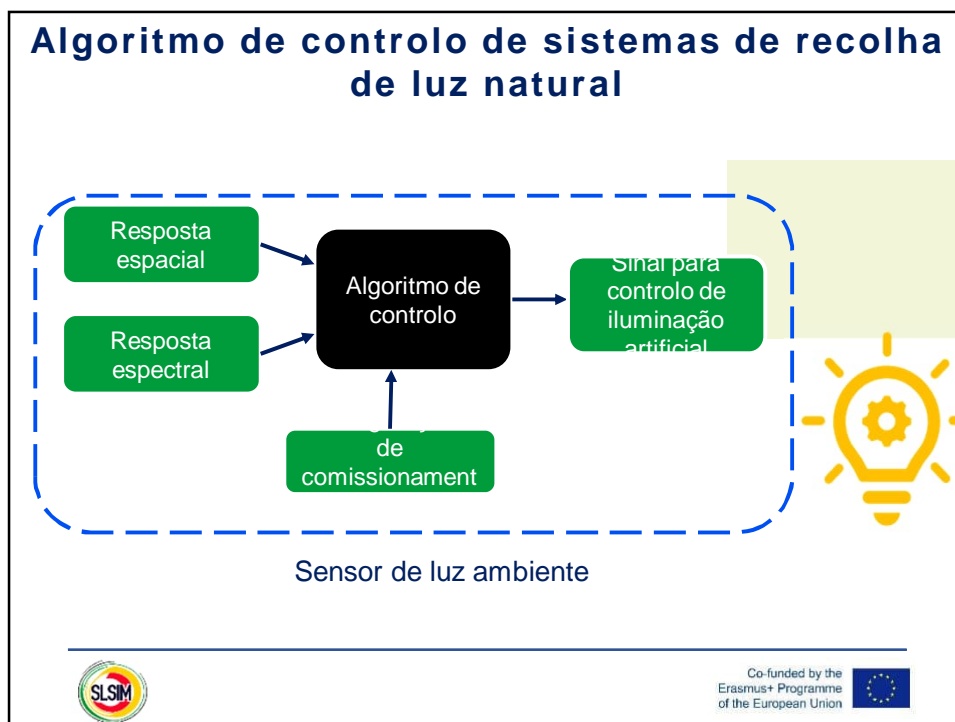 Algoritmo de controlo de sistemas de recolha
de luz natural
Resposta
espacial
Resposta
espectral
Algoritmo de
controlo
Sinal para
controlo de
iluminação
artificial
de
comissionament
Sensor de luz ambiente
SLSIM
Co-funded by the
Erasmus+ Programme
of the European Union